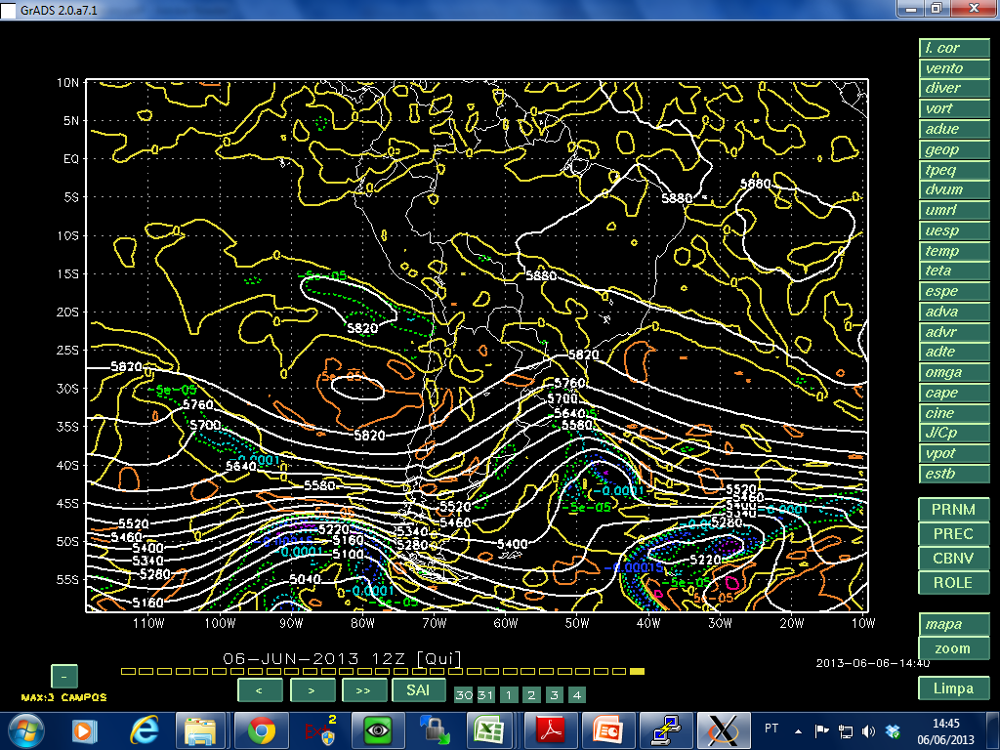 GrADS 2.0.a7.1
l. cor
vento
diver
vort
adue
geop
tpeq
dvum
umrl
uesp
temp
teta
espe
adva
advr
adte
omga
cape
cine
J/Cp
vpot
estb
PRNM
PREC
CBNV
ROLE
mapa
zoom
Limpa
10N
5N
EQ
5S
10S
15S
20S
25S
30S
35S
40S
45S
50S
55S
110W
100W
90W
80W
70W
60W
50W
40W
30W
20W
10W
5880
5880
5880
-5e-05
5820
5820
5820
5e-05
-5e-05
5760
5760
5700
5700
5640
5580
5820
-0.0001
5640
5580
-0.0001
-5e-05
5520
5460
5520
5460
5400
5340
-0.0001
5280
5520
5460
5400
5340
5280
5220
5160
5100
0.0001
5340
5280
5400
5220
-0.00015
-5e-05
5e-05
5040
-0.0001
-5e-05
5160
06-JUN-2013 12Z [Qui]
2013-06-06-14:40
-
MAX:3 CAMPOS
< > >> SAI 30 31 1 2 3 4
Ext 2
PT
14:45
06/06/2013